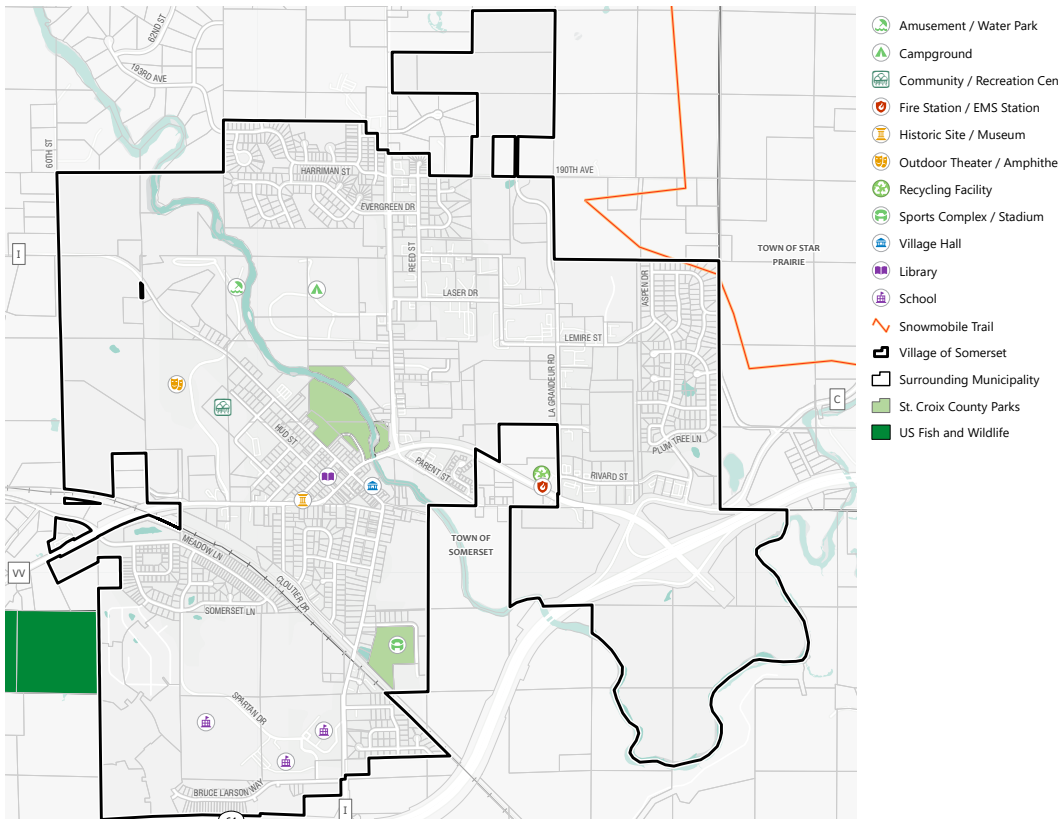 62ND ST
193RD AVE
60TH ST
HARRIMAN ST
190TH AVE
EVERGREEN DR
REED ST
I
TOWN OF STAR
PRAIRIE
ASPEN DR
LASER DR
LEMIRE ST
LA GRANDEUR RD
C
HUD ST
PLUM TREE LN
PARENT ST
RIVARD ST
TOWN OF
SOMERSET
MEADOW LN
VV
CLOUTIER DR
SOMERSET LN
SPARTAN DR
BRUCE LARSON WAY
I
Amusement / Water Park
Campground
Community / Recreation Cen
Fire Station / EMS Station
Historic Site / Museum
Outdoor Theater / Amphithe
Recycling Facility
Sports Complex / Stadium
Village Hall
Library
School
Snowmobile Trail
Village of Somerset
Surrounding Municipality
St. Croix County Parks
US Fish and Wildlife